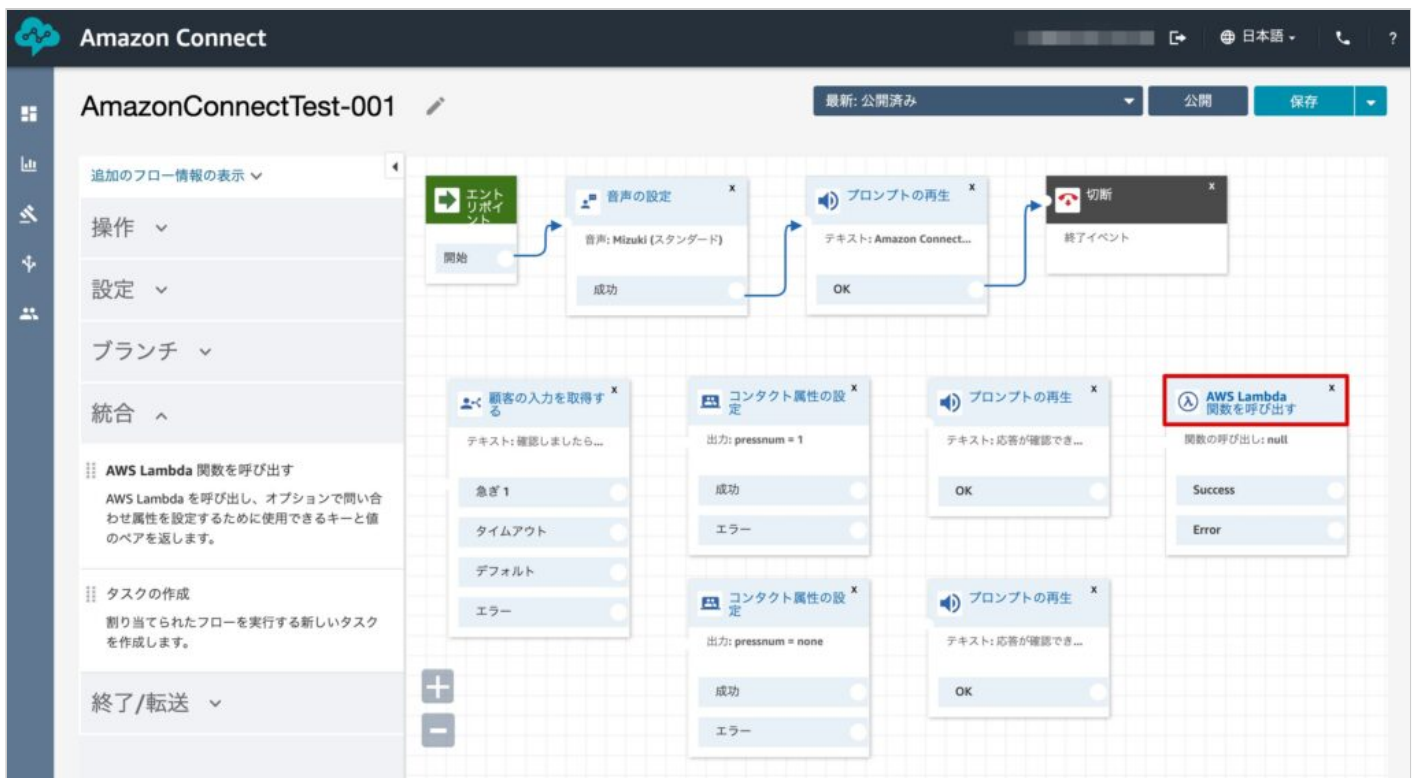 Amazon Connect
日本語
?
AmazonConnectTest-001
最新: 公開済み
公開
保存
追加のフロー情報の表示
操作
設定
ブランチ
統合
AWS Lambda 関数を呼び出す
AWS Lambda を呼び出し、オプションで問い合
わせ属性を設定するために使用できるキーと値
のペアを返します。
タスクの作成
割り当てられたフローを実行する新しいタスク
を作成します。
終了/転送
エント
リポイ
ント
開始
音声の設定
x
音声: Mizuki (スタンダード)
成功
プロンプトの再生
x
テキスト: Amazon Connect...
OK
切断
x
終了イベント
顧客の入力を取得す
る
x
テキスト: 確認しましたら...
急ぎ 1
タイムアウト
デフォルト
エラー
コンタクト属性の設
定
x
出力: pressnum = 1
成功
エラー
プロンプトの再生
x
テキスト: 応答が確認でき...
OK
AWS Lambda
関数を呼び出す
x
関数の呼び出し: null
Success
Error
コンタクト属性の設
定
x
出力: pressnum = none
成功
エラー
プロンプトの再生
x
テキスト: 応答が確認でき...
OK